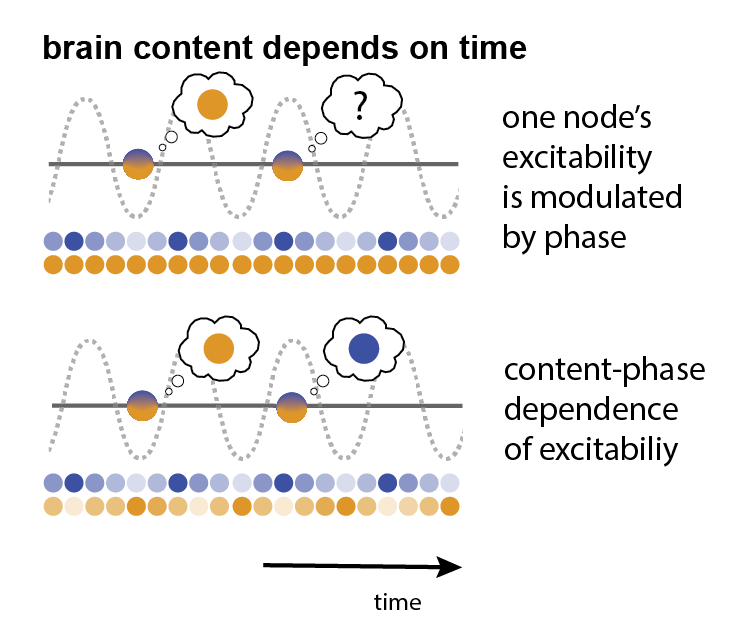 brain content depends on time
?
one node's
excitability
is modulated
by phase
content-phase
dependence
of excitabiliy
time